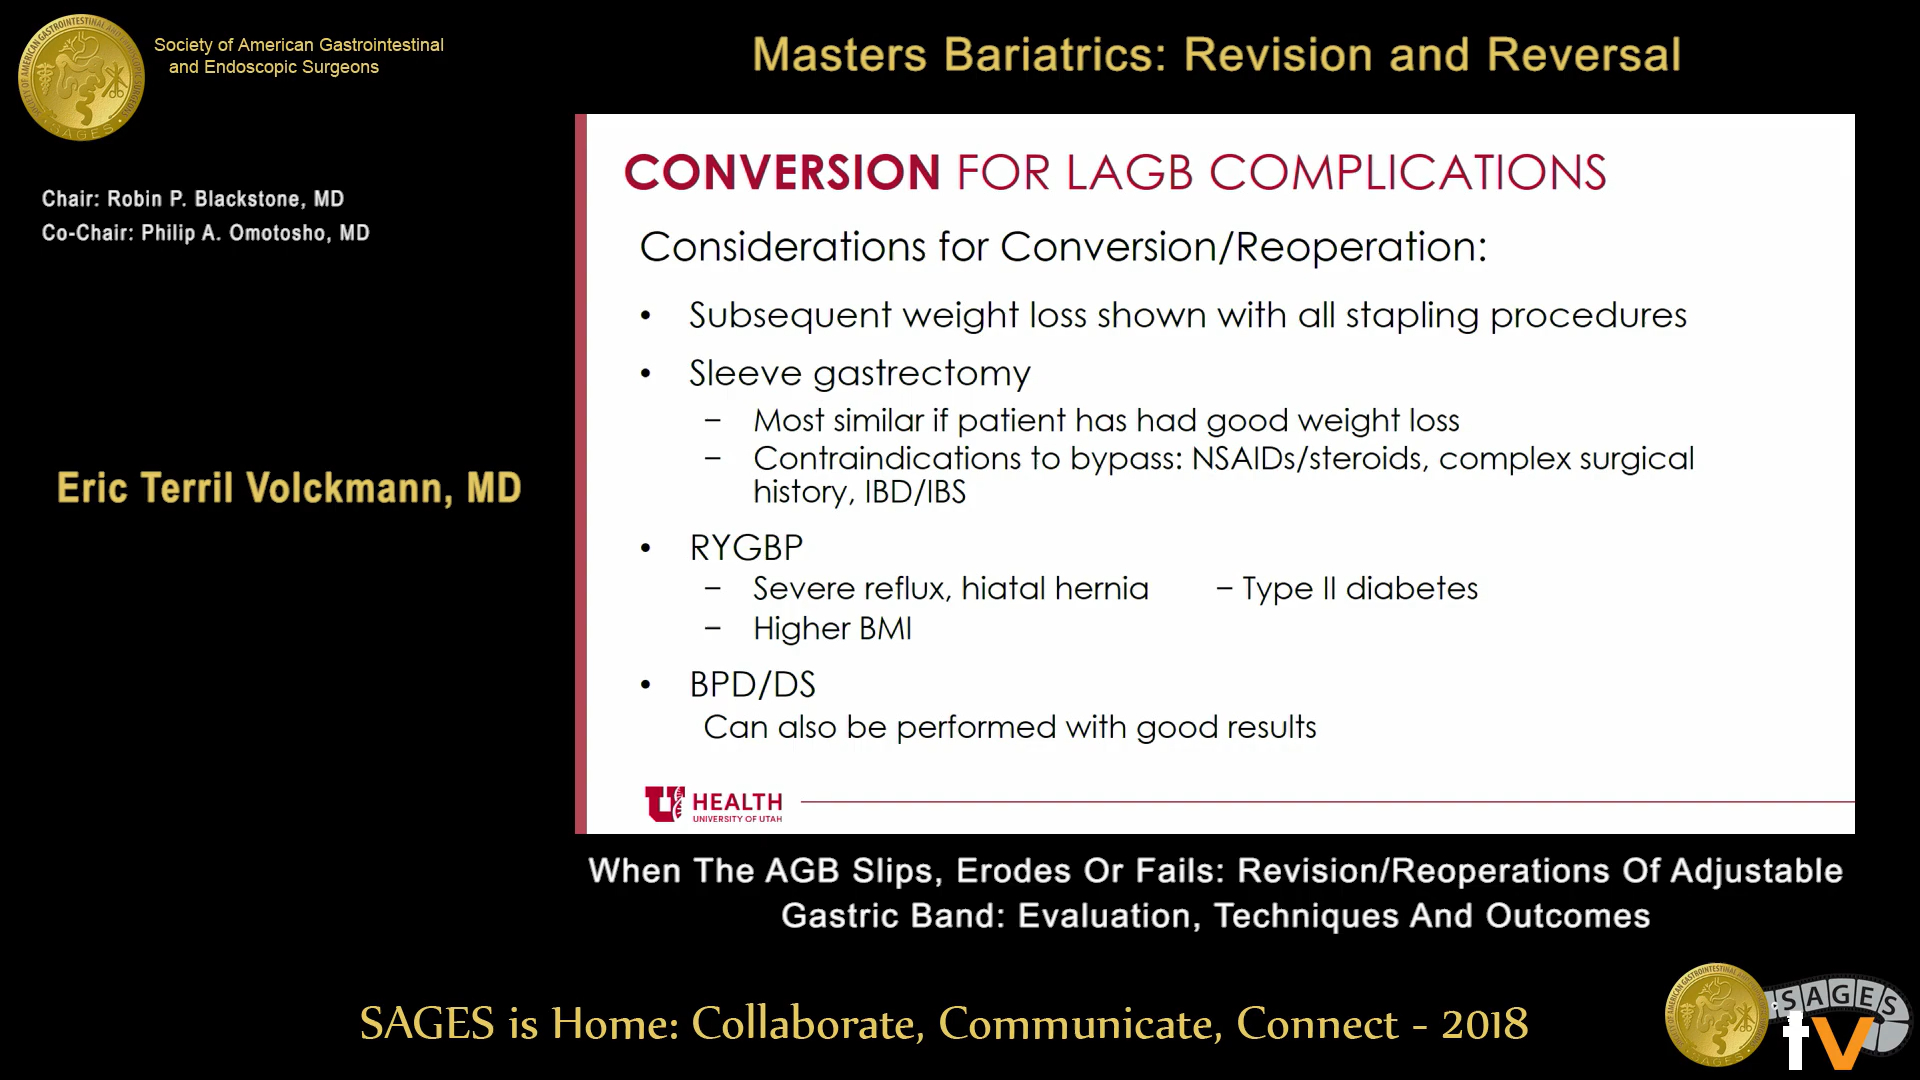 Society of American Gastrointestinal
and Endoscopic Surgeons
Masters Bariatrics: Revision and Reversal
Chair: Robin P. Blackstone, MD
Co-Chair: Philip A. Omotosho, MD
Eric Terril Volckmann, MD
CONVERSION FOR LAGB COMPLICATIONS
Considerations for Conversion/Reoperation:
• Subsequent weight loss shown with all stapling procedures
• Sleeve gastrectomy
– Most similar if patient has had good weight loss
– Contraindications to bypass: NSAIDs/steroids, complex surgical
history, IBD/IBS
• RYGBP
– Severe reflux, hiatal hernia – Type II diabetes
– Higher BMI
• BPD/DS
Can also be performed with good results
U HEALTH
UNIVERSITY OF UTAH
When The AGB Slips, Erodes Or Fails: Revision/Reoperations Of Adjustable
Gastric Band: Evaluation, Techniques And Outcomes
SAGES is Home: Collaborate, Communicate, Connect - 2018
SAGES
tv